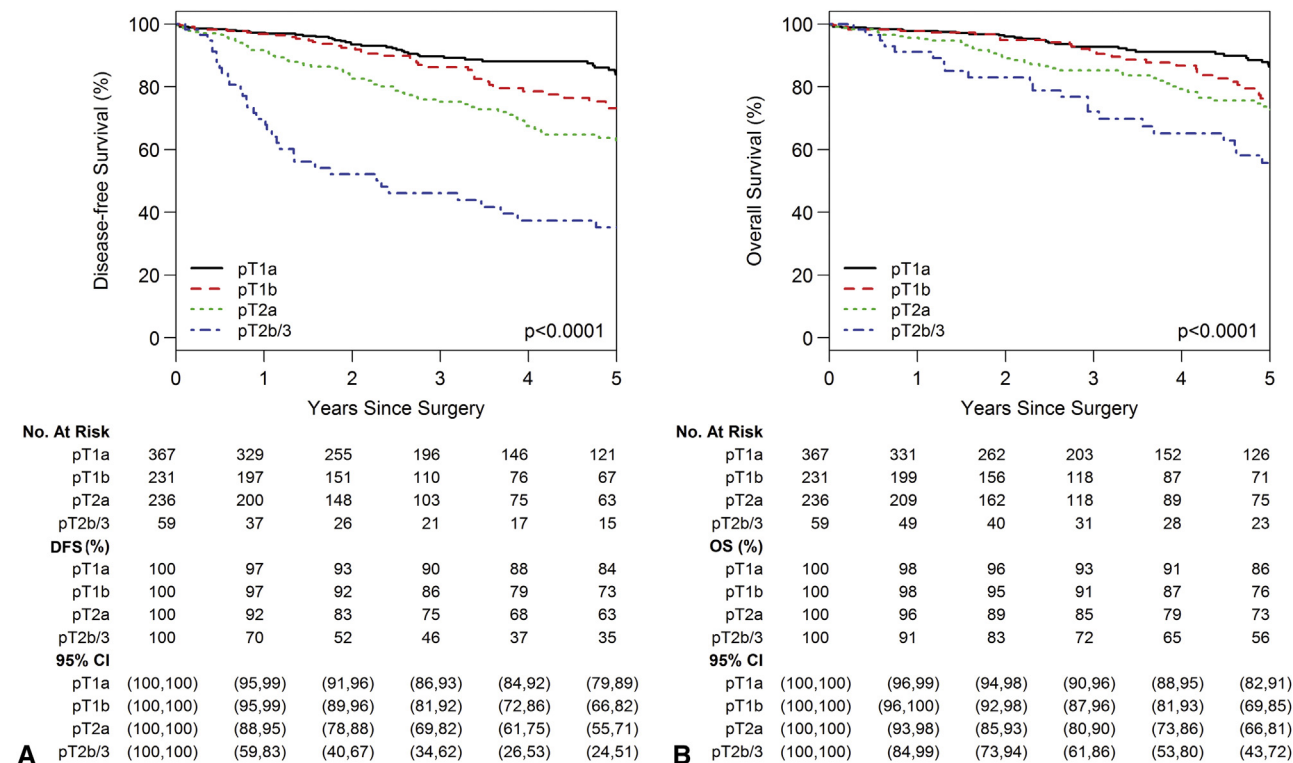 100
80
60
40
20
0
Disease-free Survival (%)
pT1a
pT1b
pT2a
pT2b/3
p<0.0001
0 1 2 3 4 5
Years Since Surgery
No. At Risk
pT1a 367 329 255 196 146 121
pT1b 231 197 151 110 76 67
pT2a 236 200 148 103 75 63
pT2b/3 59 37 26 21 17 15
DFS (%)
pT1a 100 97 93 90 88 84
pT1b 100 97 92 86 79 73
pT2a 100 92 83 75 68 63
pT2b/3 100 70 52 46 37 35
95% CI
pT1a (100,100) (95,99) (91,96) (86,93) (84,92) (79,89)
pT1b (100,100) (95,99) (89,96) (81,92) (72,86) (66,82)
pT2a (100,100) (88,95) (78,88) (69,82) (61,75) (55,71)
pT2b/3 (100,100) (59,83) (40,67) (34,62) (26,53) (24,51)
A
100
80
60
40
20
0
Overall Survival (%)
pT1a
pT1b
pT2a
pT2b/3
p<0.0001
0 1 2 3 4 5
Years Since Surgery
No. At Risk
pT1a 367 331 262 203 152 126
pT1b 231 199 156 118 87 71
pT2a 236 209 162 118 89 75
pT2b/3 59 49 40 31 28 23
OS (%)
pT1a 100 98 96 93 91 86
pT1b 100 98 95 91 87 76
pT2a 100 96 89 85 79 73
pT2b/3 100 91 83 72 65 56
95% CI
pT1a (100,100) (96,99) (94,98) (90,96) (88,95) (82,91)
pT1b (100,100) (96,100) (92,98) (87,96) (81,93) (69,85)
pT2a (100,100) (93,98) (85,93) (80,90) (73,86) (66,81)
pT2b/3 (100,100) (84,99) (73,94) (61,86) (53,80) (43,72)
B